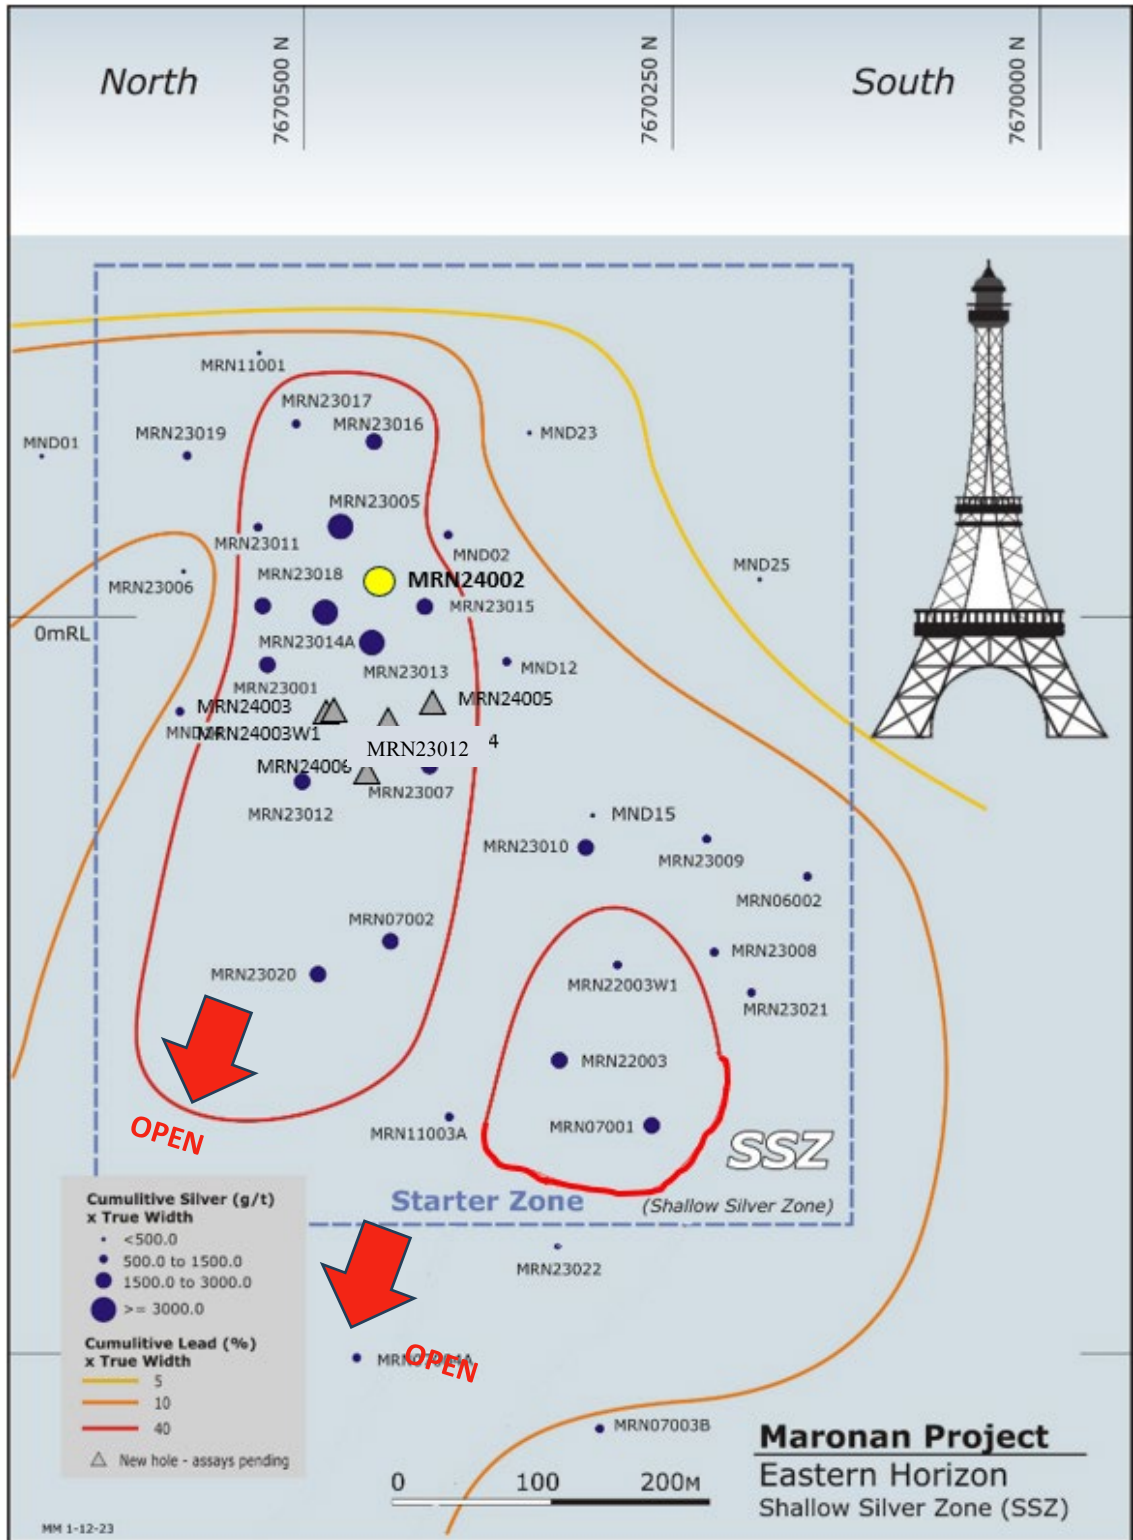 North
7670500 N
7670250 N
South
7670000 N
MRN11001
MRN23017
MRN23016
MRN23019
MND01
MND23
MRN23005
MRN23011
MND02
MRN23018
MRN24002
MRN23006
MND25
MRN23015
0mRL
MRN23014A
MRN23013
MND12
MRN23001
MRN24003
MRN24005
MRN24003W1
MRN23012
4
MRN24006
MRN23007
MRN23012
MND15
MRN23010
MRN23009
MRN06002
MRN07002
MRN23008
MRN23020
MRN22003W1
MRN23021
MRN22003
OPEN
MRN11003A
MRN07001
SSZ
Starter Zone
(Shallow Silver Zone)
Cumulitive Silver (g/t)
x True Width
<500.0
500.0 to 1500.0
1500.0 to 3000.0
>= 3000.0
MRN23022
Cumulitive Lead (%)
x True Width
5
10
40
OPEN
New hole - assays pending
MRN07003B
Maronan Project
Eastern Horizon
Shallow Silver Zone (SSZ)
0 100 200M
MM 1-12-23